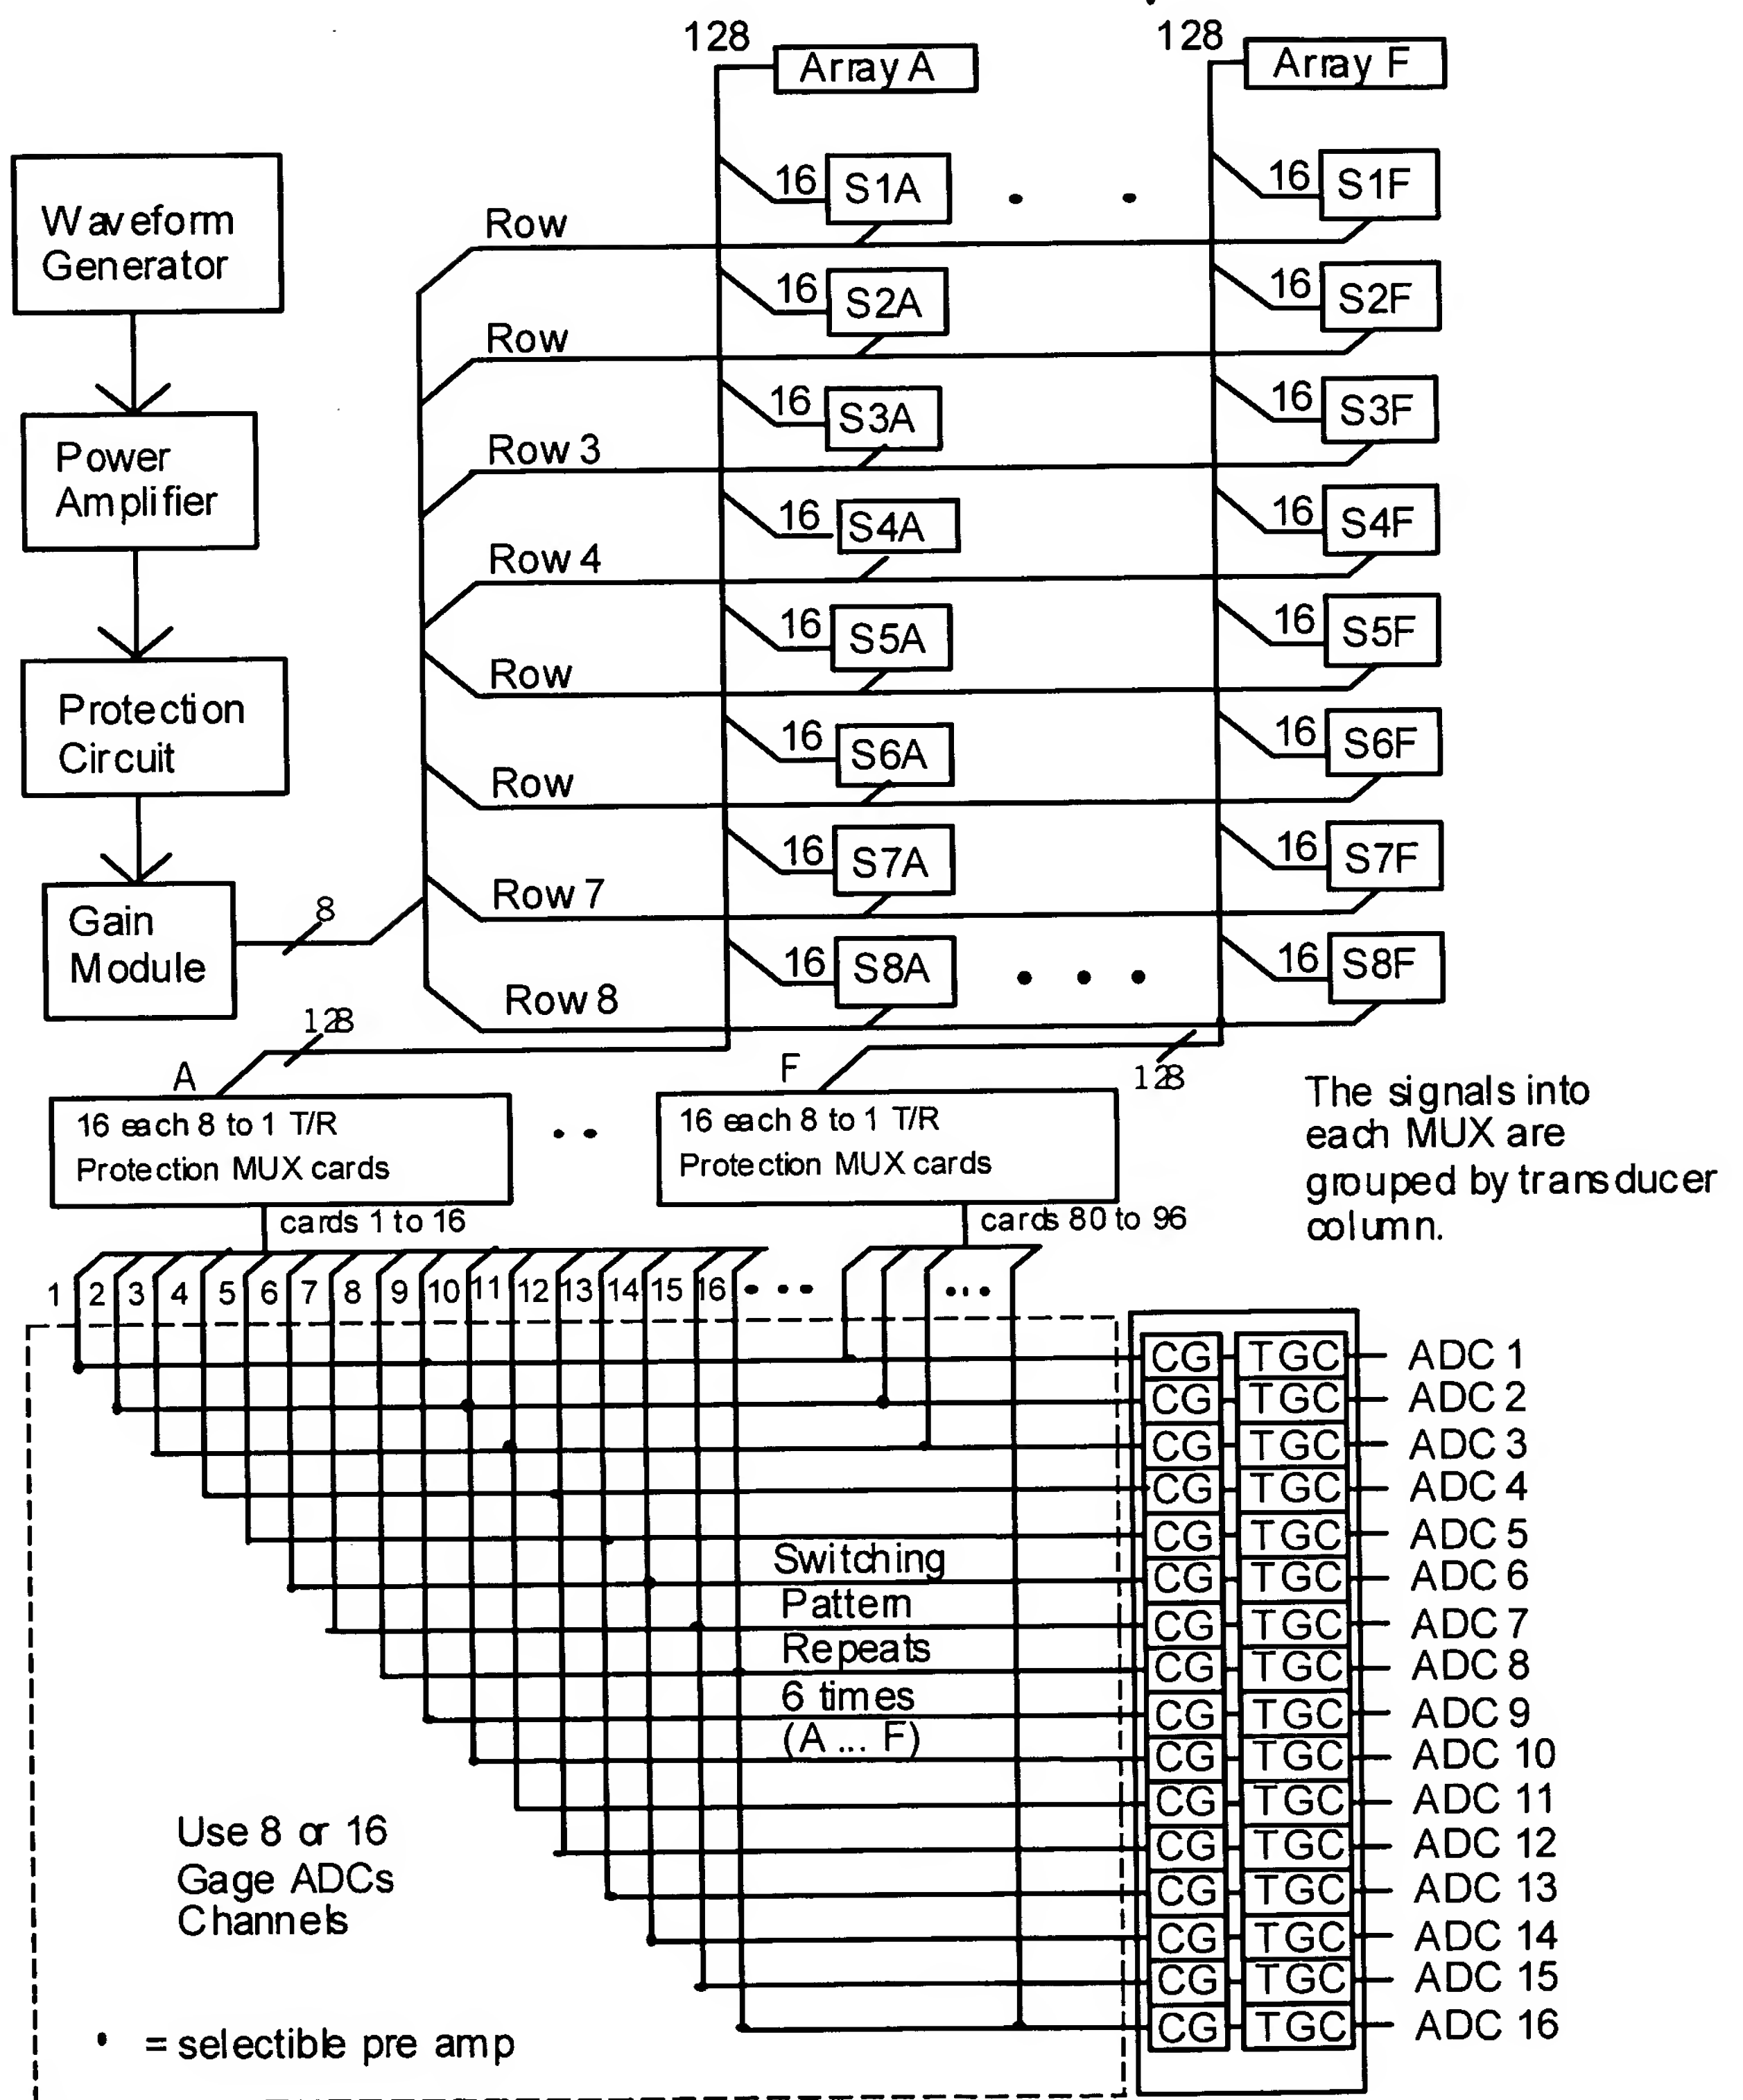 128
Array A
128
Array F
Waveform
Generator
Power
Amplifier
Protection
Circuit
Gain
Module
8
Row
Row
Row 3
Row 4
Row
Row
Row 7
Row 8
16 S1A
16 S2A
16 S3A
16 S4A
16 S5A
16 S6A
16 S7A
16 S8A
16 S1F
16 S2F
16 S3F
16 S4F
16 S5F
16 S6F
16 S7F
16 S8F
128
A
F
128
16 each 8 to 1 T/R
Protection MUX cards
16 each 8 to 1 T/R
Protection MUX cards
The signals into
each MUX are
grouped by transducer
column.
cards 1 to 16
cards 80 to 96
1 2 3 4 5 6 7 8 9 10 11 12 13 14 15 16
CG TGC ADC 1
CG TGC ADC 2
CG TGC ADC 3
CG TGC ADC 4
CG TGC ADC 5
CG TGC ADC 6
CG TGC ADC 7
CG TGC ADC 8
CG TGC ADC 9
CG TGC ADC 10
CG TGC ADC 11
CG TGC ADC 12
CG TGC ADC 13
CG TGC ADC 14
CG TGC ADC 15
CG TGC ADC 16
Switching
Pattern
Repeats
6 times
(A ... F)
Use 8 or 16
Gage ADCs
Channels
• = selectible pre amp